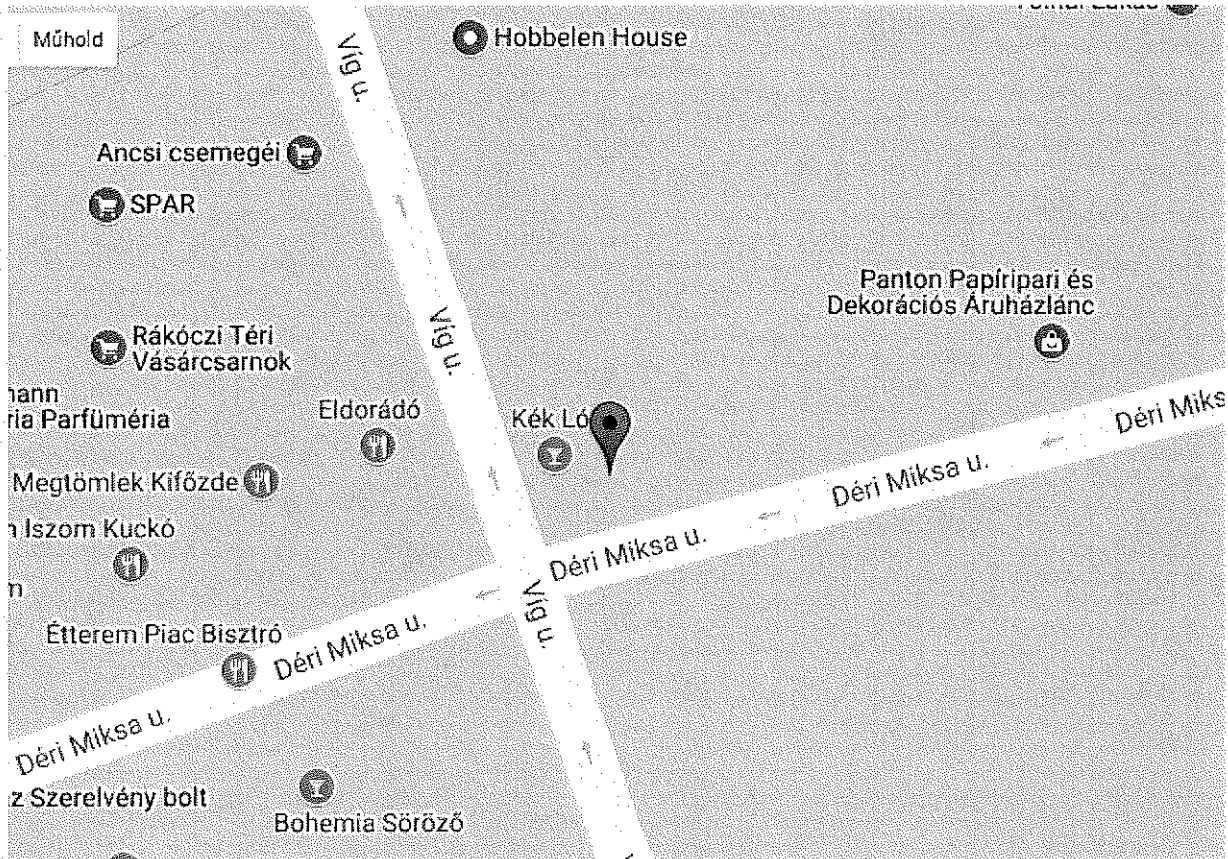 Műhold
Hobbelen House
Víg u.
Ancsi csemegéi
SPAR
Panton Papíripari és
Dekorációs Áruházlánc
Víg u.
Rákóczi Téri
Vásárcsarnok
Parfüméria
Eldorádó
Kék Ló
Déri
Megtömlek Kifőzde
Déri Miksa u.
Iszom Kuckó
Déri Miksa u.
Víg u.
Étterem Piac Bisztró
Déri Miksa u.
Déri Miksa u.
Szerelvény bolt
Bohemia Söröző